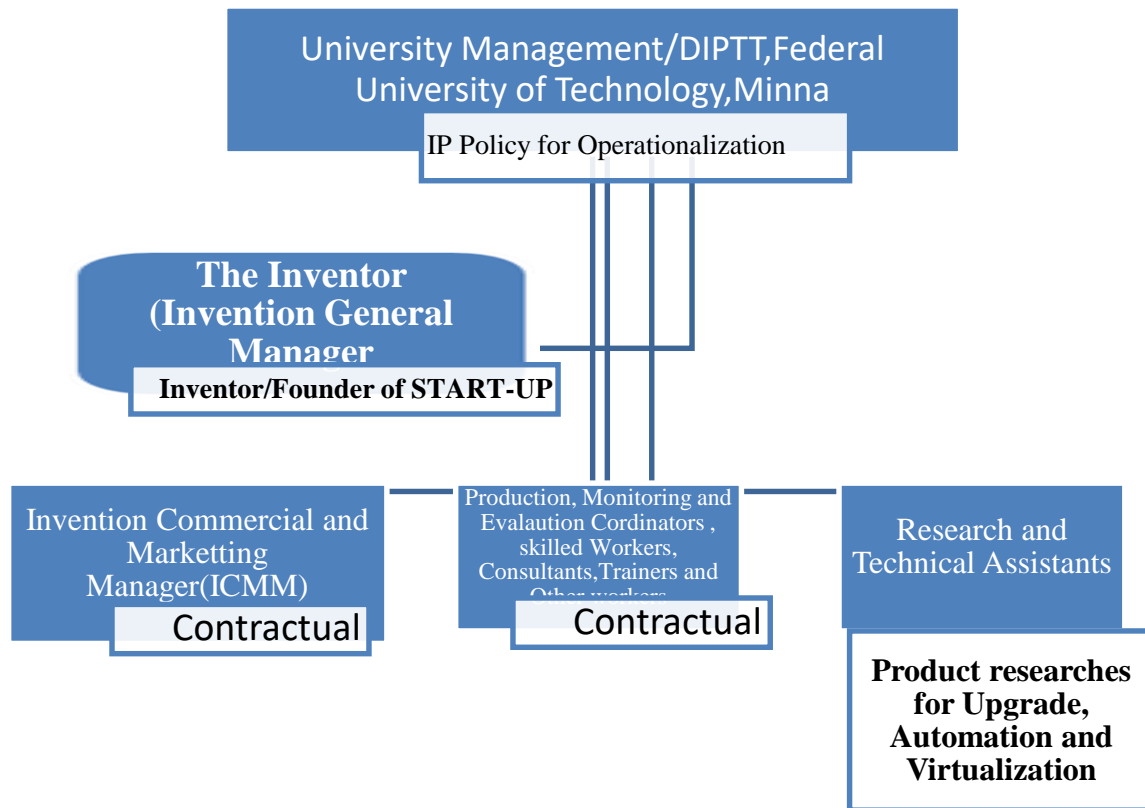 University Management/DIPTT,Federal
University of Technology,Minna
IP Policy for Operationalization
The Inventor
(Invention General
Manager
Inventor/Founder of START-UP
Invention Commercial and
Marketting
Manager(ICMM)
Contractual
Production, Monitoring and
Evalaution Cordinators ,
skilled Workers,
Consultants,Trainers and
Other workers
Contractual
Research and
Technical Assistants
Product researches
for Upgrade,
Automation and
Virtualization